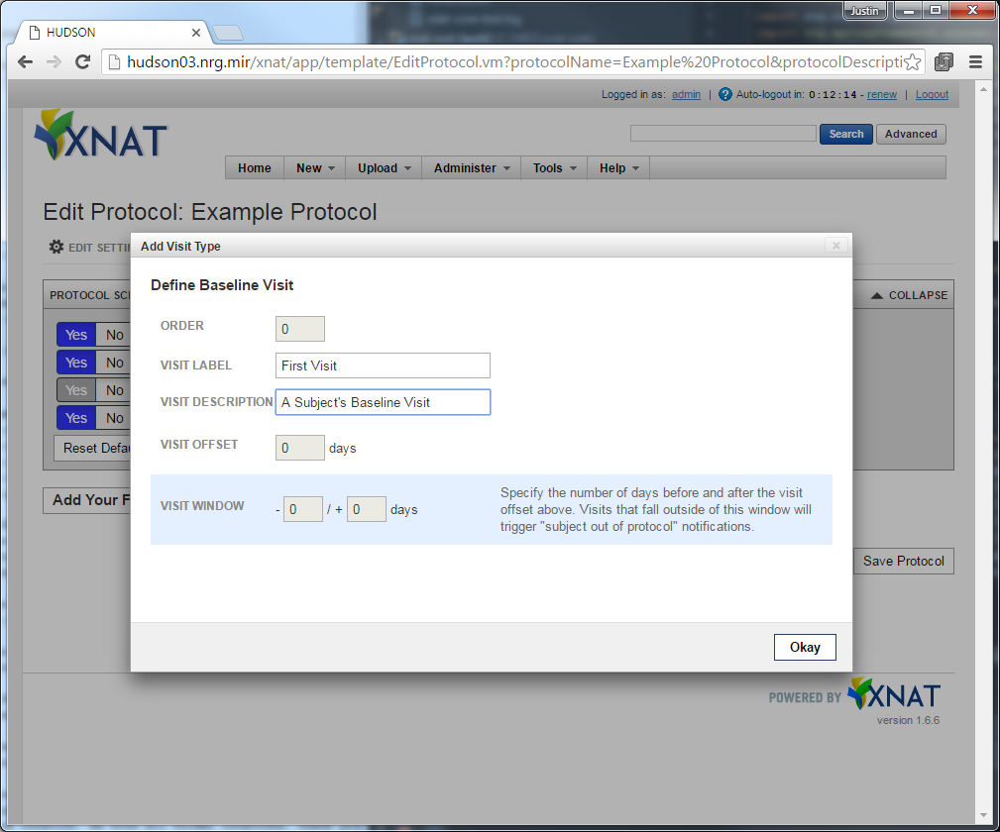 Justin
HUDSON
hudson03.nrg.mir/xnat/app/template/EditProtocol.vm?protocolName=Example%20Protocol&protocolDescripti
Logged in as: admin | Auto-logout in: 0:12:14 - renew | Logout
XNAT
Search Advanced
Home New Upload Administer Tools Help
Edit Protocol: Example Protocol
EDIT SETTI
Add Visit Type
Define Baseline Visit
PROTOCOL SC
COLLAPSE
ORDER 0
Yes No
VISIT LABEL First Visit
Yes No
Yes No
VISIT DESCRIPTION A Subject's Baseline Visit
Yes No
VISIT OFFSET 0 days
Reset Defau
Add Your F
VISIT WINDOW - 0 / + 0 days
Specify the number of days before and after the visit
offset above. Visits that fall outside of this window will
trigger "subject out of protocol" notifications.
Save Protocol
Okay
POWERED BY XNAT
version 1.6.6